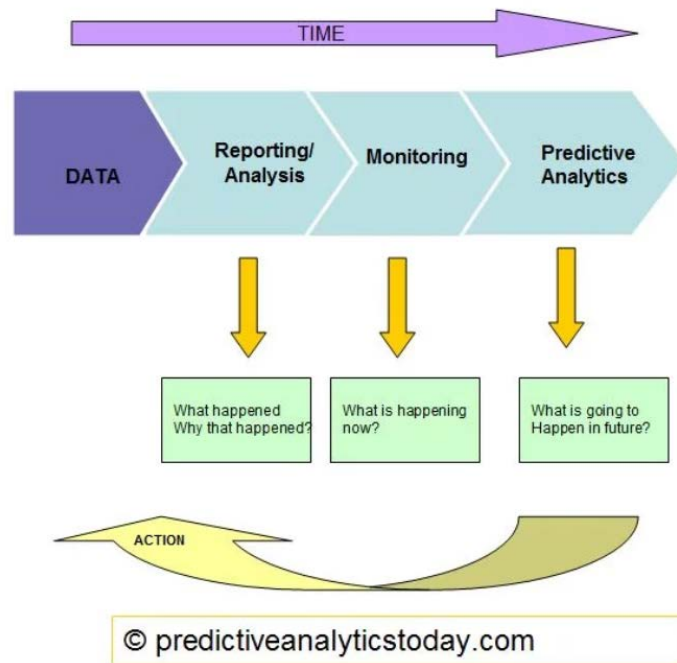 TIME
DATA
Reporting/
Analysis
Monitoring
Predictive
Analytics
What happened
Why that happened?
What is happening
now?
What is going to
Happen in future?
ACTION
© predictiveanalyticstoday.com